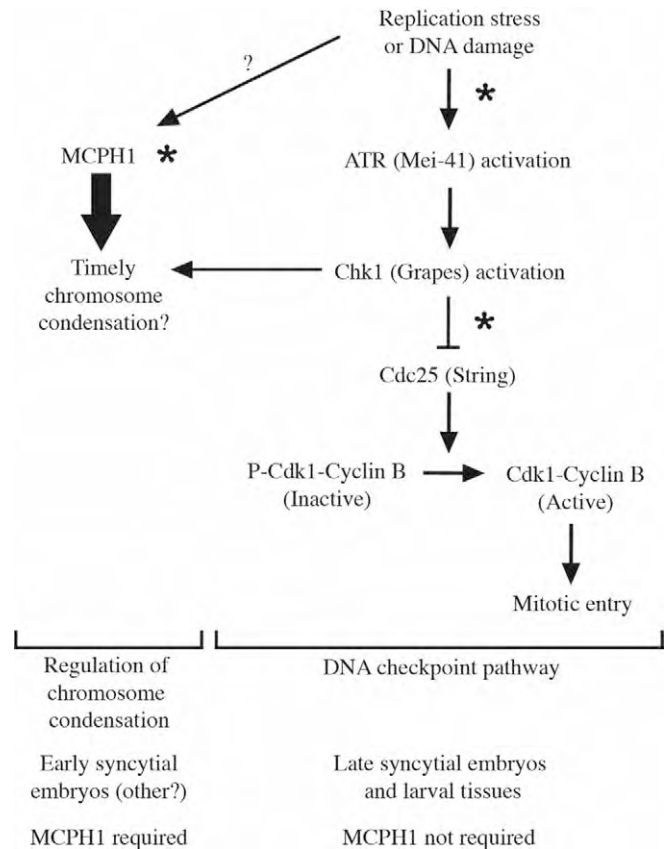 Replication stress
or DNA damage
?
*
MCPH1 *
ATR (Mei-41) activation
Timely
chromosome
condensation?
Chk1 (Grapes) activation
*
Cdc25 (String)
P-Cdk1-Cyclin B
(Inactive)
Cdk1-Cyclin B
(Active)
Mitotic entry
Regulation of
chromosome
condensation
DNA checkpoint pathway
Early syncytial
embryos (other?)
Late syncytial embryos
and larval tissues
MCPH1 required
MCPH1 not required